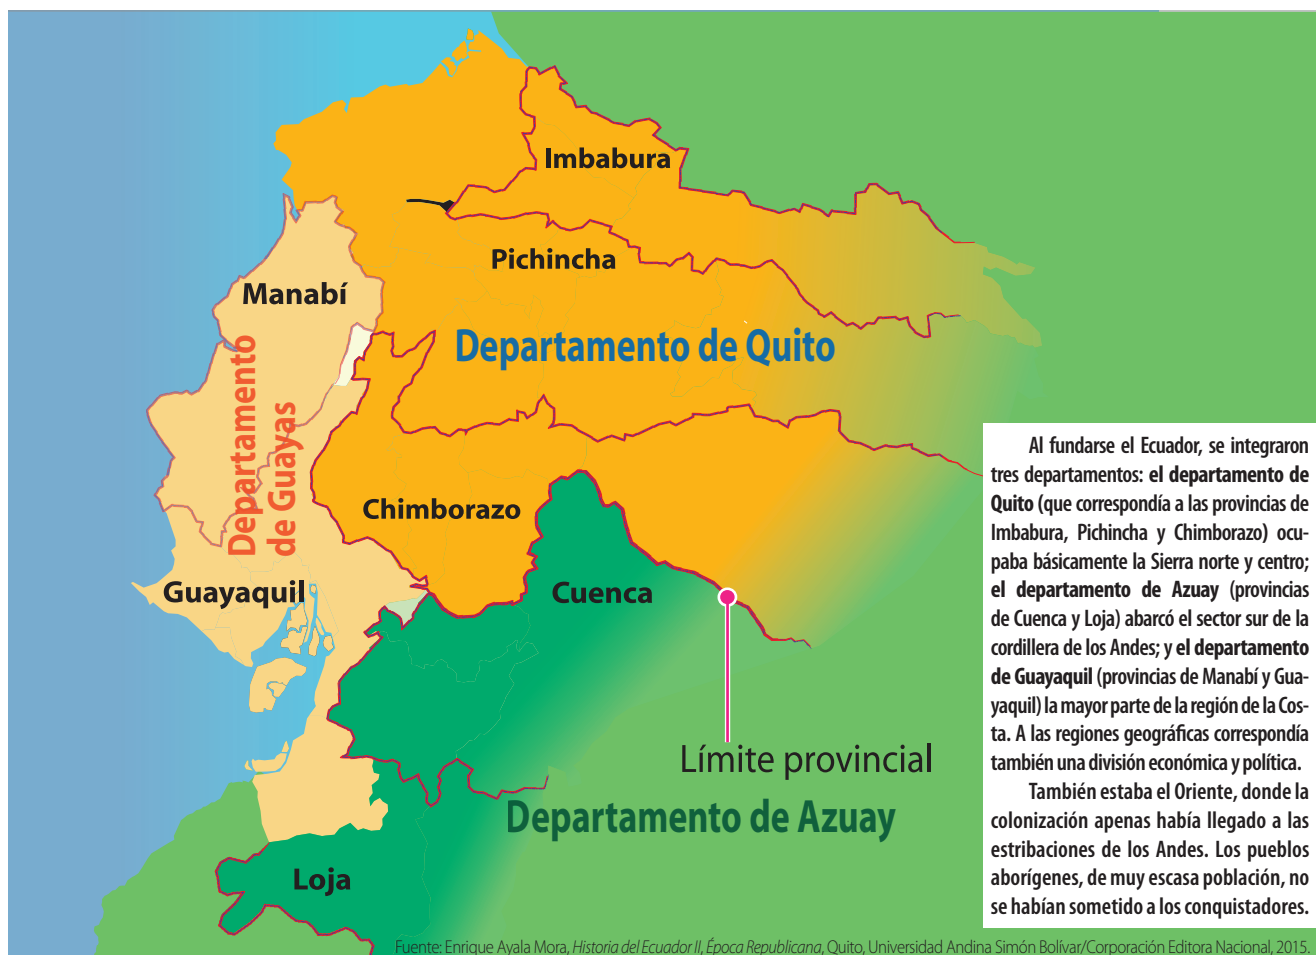 Imbabura
Pichincha
Manabí
Departamento de Quito
Departamento
de Guayas
Chimborazo
Guayaquil
Cuenca
Límite provincial
Departamento de Azuay
Loja
Al fundarse el Ecuador, se integraron
tres departamentos: el departamento de
Quito (que correspondía a las provincias de
Imbabura, Pichincha y Chimborazo) ocu-
paba básicamente la Sierra norte y centro;
el departamento de Azuay (provincias
de Cuenca y Loja) abarcó el sector sur de la
cordillera de los Andes; y el departamento
de Guayaquil (provincias de Manabí y Gua-
yaquil) la mayor parte de la región de la Cos-
ta. A las regiones geográficas correspondía
también una división económica y política.
También estaba el Oriente, donde la
colonización apenas había llegado a las
estribaciones de los Andes. Los pueblos
aborígenes, de muy escasa población, no
se habían sometido a los conquistadores.
Fuente: Enrique Ayala Mora, Historia del Ecuador II, Época Republicana, Quito, Universidad Andina Simón Bolívar/Corporación Editora Nacional, 2015.